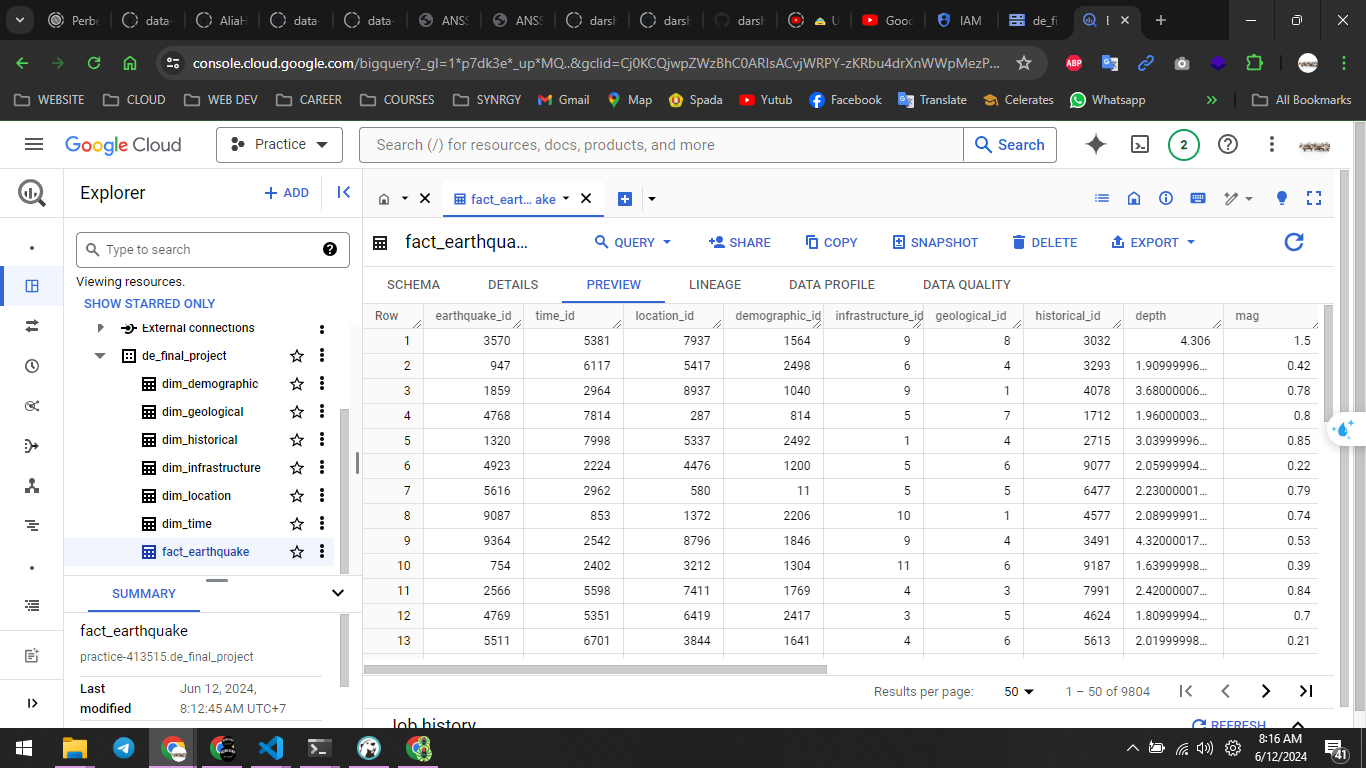 Perbe
data-
AliaH
data-
data-
ANSS
ANSS
darsh
darsh
darsh
U
Gooc
IAM
de_fi
console.cloud.google.com/bigquery?_gl=1*p7dk3e*_up*MQ..&gclid=Cj0KCQjwpZWzBhC0ARIsACvjWRPY-zKRbu4drXnWWpMezP...
ABP
WEBSITE CLOUD WEB DEV CAREER COURSES SYNRGY Gmail Map Spada Yutub Facebook Translate Celerates Whatsapp » All Bookmarks
Google Cloud Practice Search (/) for resources, docs, products, and more Search 2
Explorer + ADD
Type to search
Viewing resources.
SHOW STARRED ONLY
External connections
de_final_project
dim_demographic
dim_geological
dim_historical
dim_infrastructure
dim_location
dim_time
fact_earthquake
SUMMARY
fact_earthquake
practice-413515.de_final_project
Last modified Jun 12, 2024, 8:12:45 AM UTC+7
fact_eart... ake
fact_earthqua... QUERY SHARE COPY SNAPSHOT DELETE EXPORT
SCHEMA DETAILS PREVIEW LINEAGE DATA PROFILE DATA QUALITY
Row earthquake_id time_id location_id demographic_id infrastructure_id geological_id historical_id depth mag
1 3570 5381 7937 1564 9 8 3032 4.306 1.5
2 947 6117 5417 2498 6 4 3293 1.90999996... 0.42
3 1859 2964 8937 1040 9 1 4078 3.68000006... 0.78
4 4768 7814 287 814 5 7 1712 1.96000003... 0.8
5 1320 7998 5337 2492 1 4 2715 3.03999996... 0.85
6 4923 2224 4476 1200 5 6 9077 2.05999994... 0.22
7 5616 2962 580 11 5 5 6477 2.23000001... 0.79
8 9087 853 1372 2206 10 1 4577 2.08999991... 0.74
9 9364 2542 8796 1846 9 4 3491 4.32000017... 0.53
10 754 2402 3212 1304 11 6 9187 1.63999998... 0.39
11 2566 5598 7411 1769 4 3 7991 2.42000007... 0.84
12 4769 5351 6419 2417 3 5 4624 1.80999994... 0.7
13 5511 6701 3844 1641 4 6 5613 2.01999998... 0.21
Results per page: 50 1 – 50 of 9804
Job history REFRESH
8:16 AM
6/12/2024
41